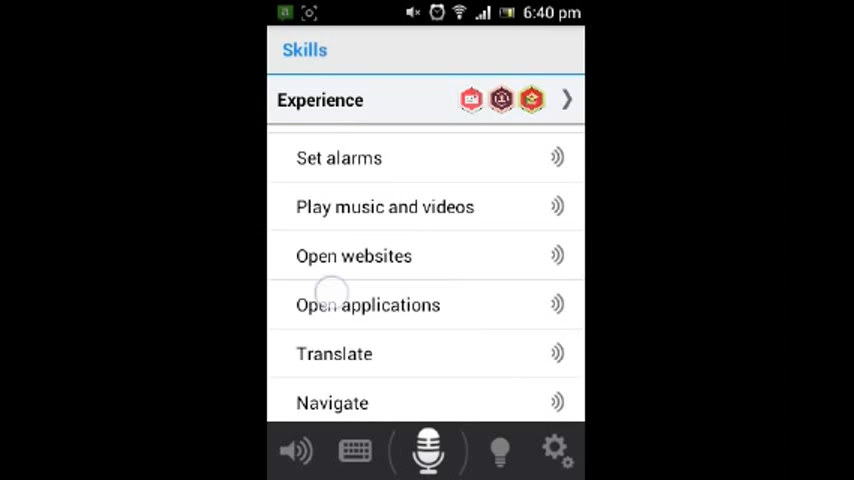 6:40 pm
Skills
Experience
Set alarms
Play music and videos
Open websites
Open applications
Translate
Navigate